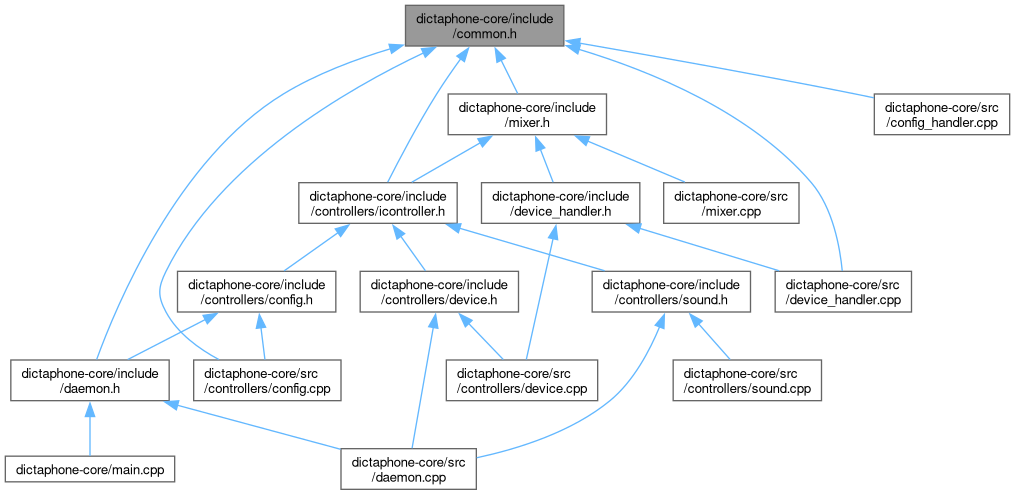 dictaphone-core/include
/common.h
dictaphone-core/include
/mixer.h
dictaphone-core/src
/config_handler.cpp
dictaphone-core/include
/controllers/icontroller.h
dictaphone-core/include
/device_handler.h
dictaphone-core/src
/mixer.cpp
dictaphone-core/include
/controllers/config.h
dictaphone-core/include
/controllers/device.h
dictaphone-core/include
/controllers/sound.h
dictaphone-core/src
/device_handler.cpp
dictaphone-core/include
/daemon.h
dictaphone-core/src
/controllers/config.cpp
dictaphone-core/src
/controllers/device.cpp
dictaphone-core/src
/controllers/sound.cpp
dictaphone-core/main.cpp
dictaphone-core/src
/daemon.cpp